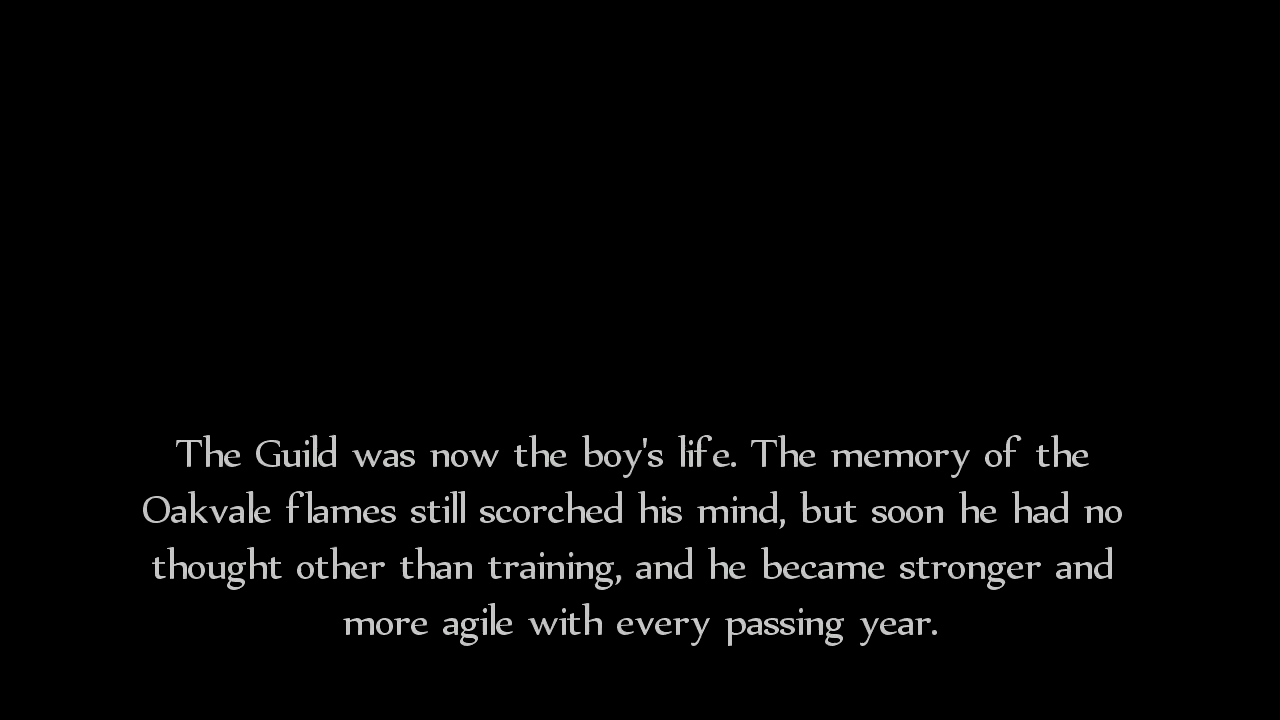 The Guild was now the boy's life. The memory of the
Oakvale flames still scorched his mind, but soon he had no
thought other than training, and he became stronger and
more agile with every passing year.